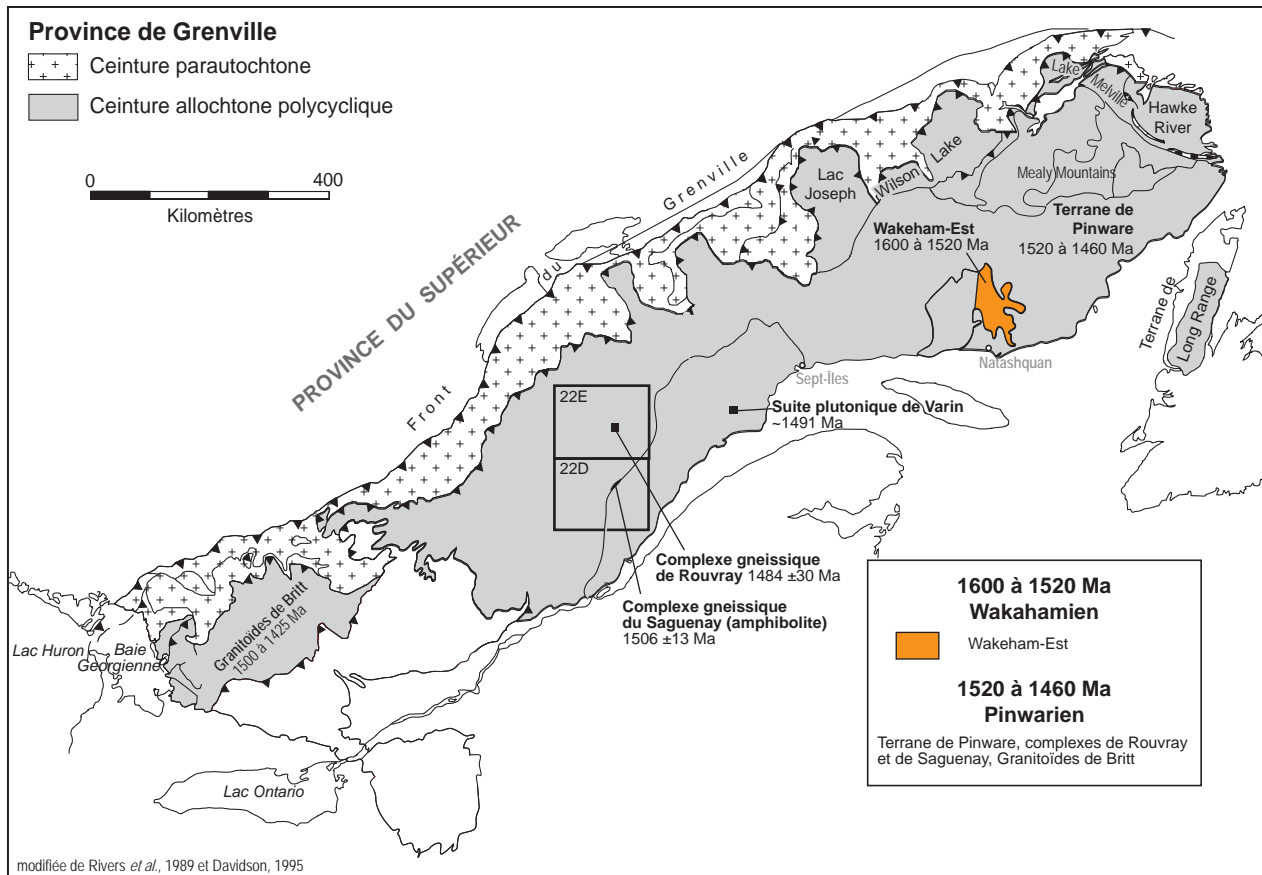 Province de Grenville
Ceinture parautochtone
Ceinture allochtone polycyclique
0 400
Kilomètres
PROVINCE DU SUPÉRIEUR
Front du Grenville
Lac
Joseph
Wilson Lake
Lake
Melville
Hawke
River
Mealy Mountains
Wakeham-Est
1600 à 1520 Ma
Terrane de
Pinware
1520 à 1460 Ma
Terrane de
Long Range
Natashquan
Sept-Îles
22E
22D
Suite plutonique de Varin
~1491 Ma
Complexe gneissique
de Rouvray 1484 ±30 Ma
Complexe gneissique
du Saguenay (amphibolite)
1506 ±13 Ma
Granitoïdes de Britt
1500 à 1425 Ma
Lac Huron
Baie
Georgienne
Lac Ontario
1600 à 1520 Ma
Wakahamien
Wakeham-Est
1520 à 1460 Ma
Pinwarien
Terrane de Pinware, complexes de Rouvray
et de Saguenay, Granitoïdes de Britt
modifiée de Rivers et al., 1989 et Davidson, 1995